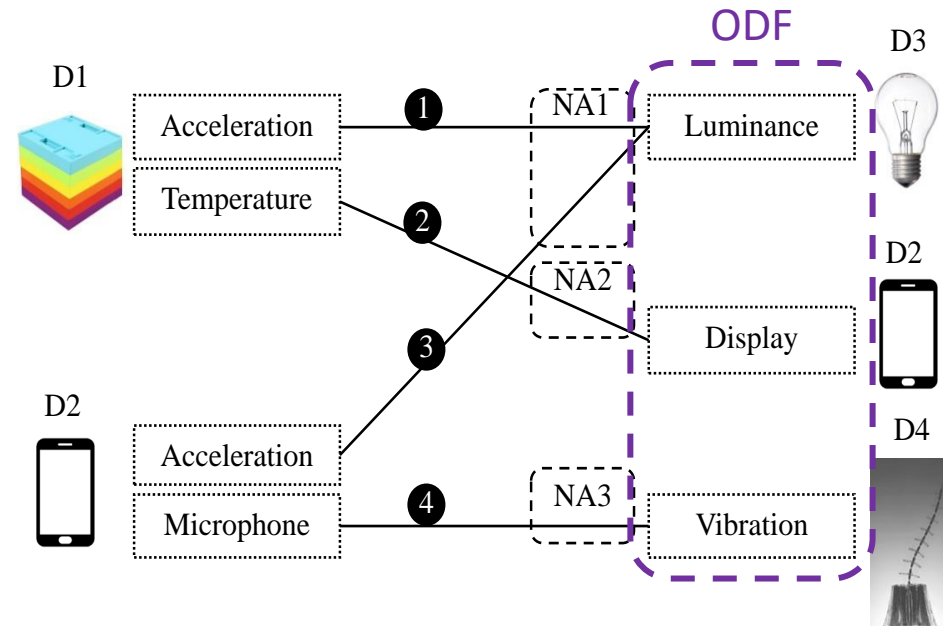 ODF
D3
D1
1
NA1
Acceleration
Luminance
Temperature
2
D2
NA2
3
Display
D2
D4
Acceleration
4
NA3
Microphone
Vibration